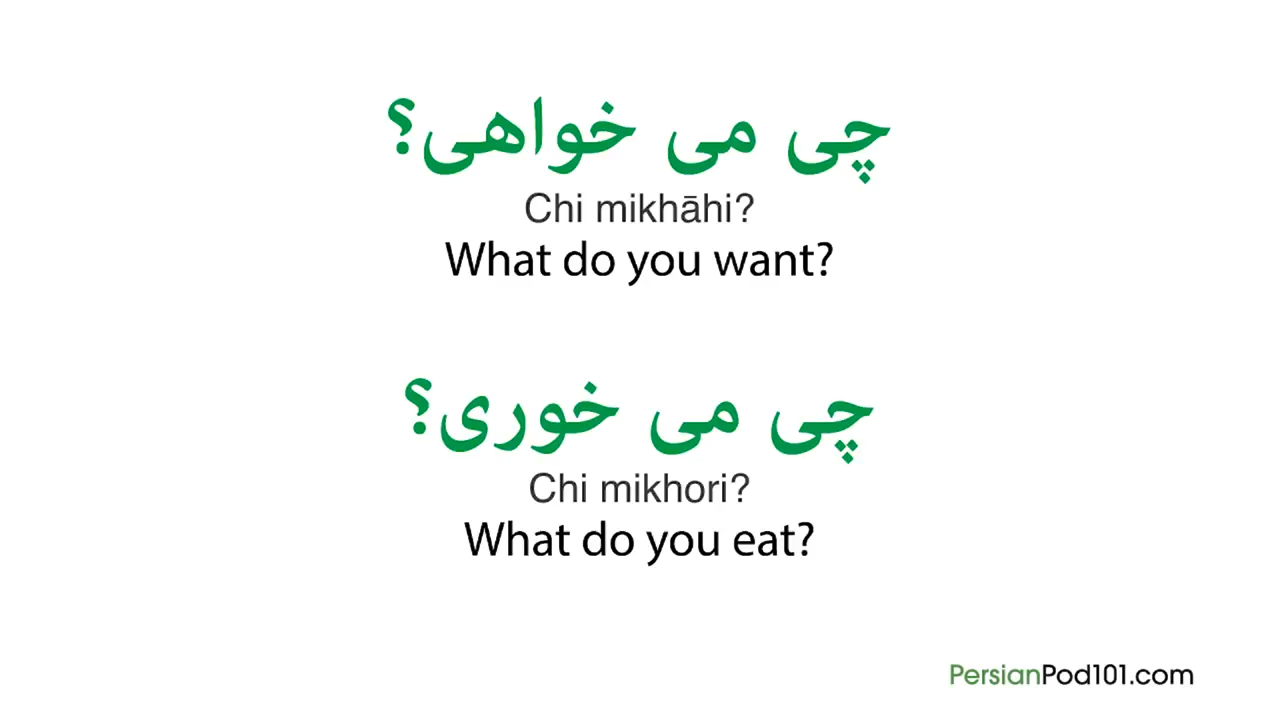 چی می خواهی؟
Chi mikhāhi?
What do you want?
چی می خوری؟
Chi mikhori?
What do you eat?
PersianPod101.com